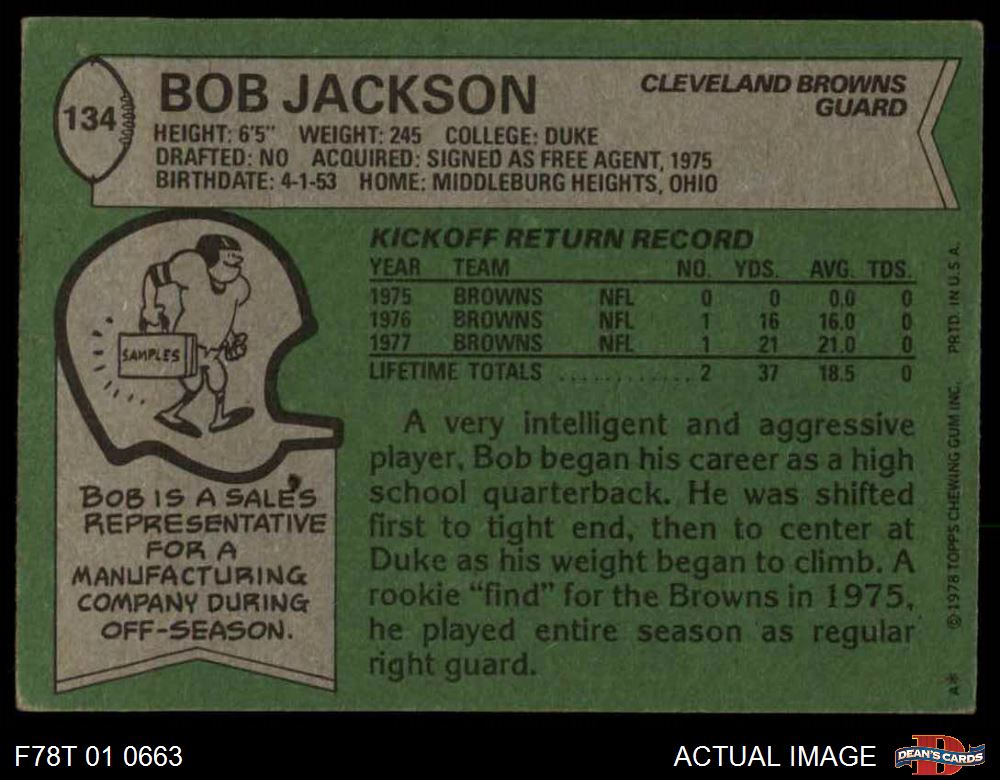 134
BOB JACKSON
CLEVELAND BROWNS
GUARD
HEIGHT: 6'5" WEIGHT: 245 COLLEGE: DUKE
DRAFTED: NO ACQUIRED: SIGNED AS FREE AGENT, 1975
BIRTHDATE: 4-1-53 HOME: MIDDLEBURG HEIGHTS, OHIO
SAMPLES
BOB IS A SALES
REPRESENTATIVE
FOR A
MANUFACTURING
COMPANY DURING
OFF-SEASON.
KICKOFF RETURN RECORD
YEAR TEAM NO. YDS. AVG. TDS.
1975 BROWNS NFL 0 0 0.0 0
1976 BROWNS NFL 1 16 16.0 0
1977 BROWNS NFL 1 21 21.0 0
LIFETIME TOTALS ............ 2 37 18.5 0
A very intelligent and aggressive
player, Bob began his career as a high
school quarterback. He was shifted
first to tight end, then to center at
Duke as his weight began to climb. A
rookie "find" for the Browns in 1975,
he played entire season as regular
right guard.
A* ©1978 TOPPS CHEWING GUM INC. PRTD. IN U.S.A.
F78T 01 0663
ACTUAL IMAGE
D
DEAN'S CARDS